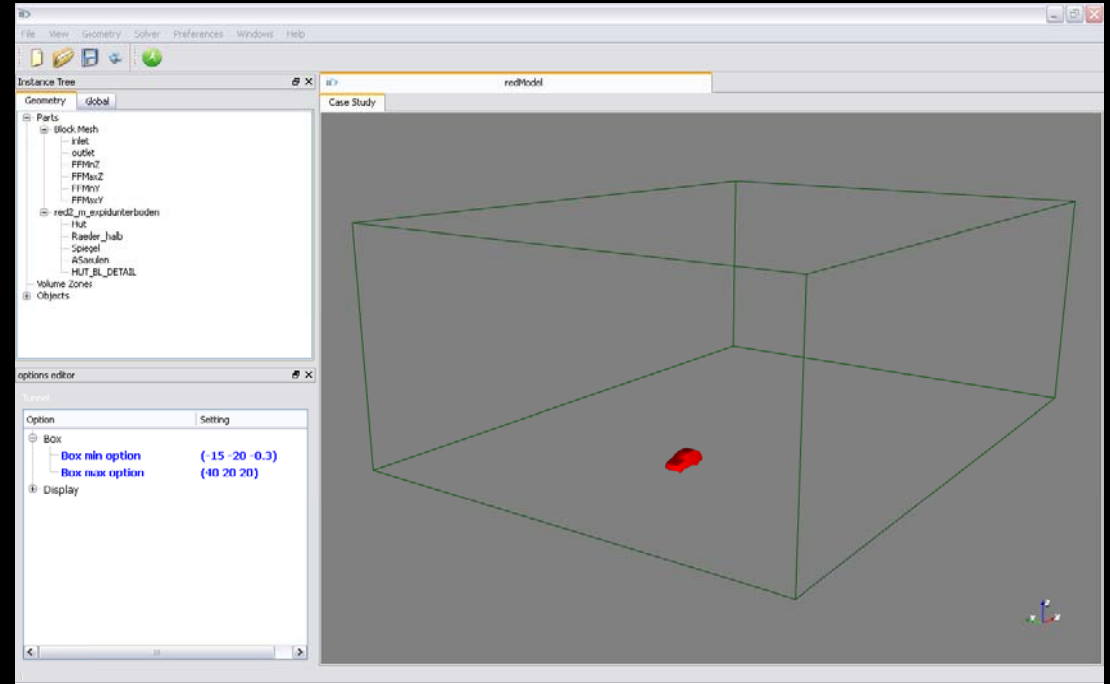 File View Geometry Solver Preferences Windows Help
Instance Tree
redModel
Geometry Global
Case Study
Parts
Block Mesh
inlet
outlet
FFMinZ
FFMaxZ
FFMinY
FFMaxY
red2_m_expidunterboden
Hut
Raeder_halb
Spiegel
ASaeulen
HUT_BL_DETAIL
Volume Zones
Objects
options editor
Tunnel
Option Setting
Box
Box min option (-15 -20 -0.3)
Box max option (40 20 20)
Display